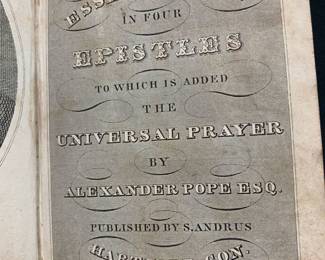 IN FOUR
EPISTLES
TO WHICH IS ADDED
THE
UNIVERSAL PRAYER
BY
ALEXANDER POPE ESQ.
PUBLISHED BY S. ANDRUS
CON.